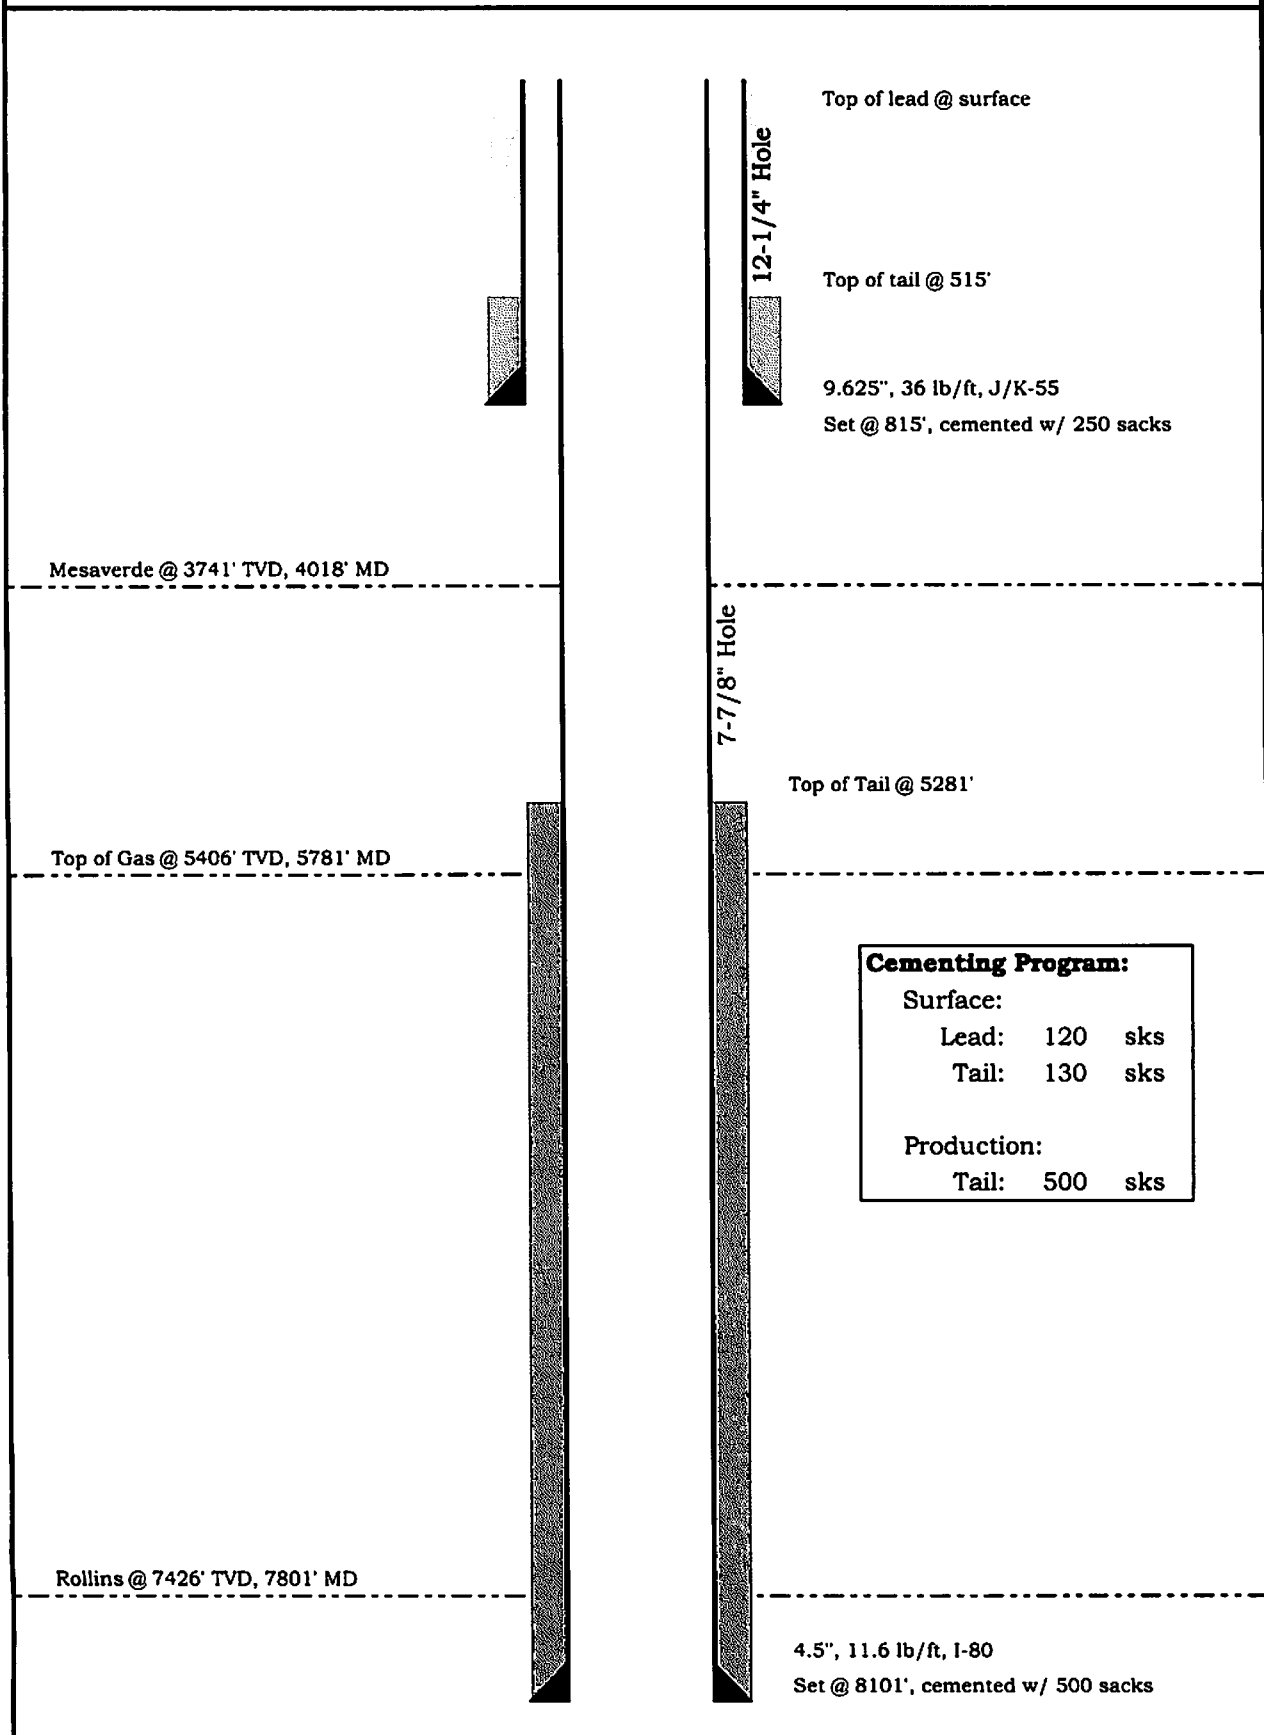 Top of lead @ surface
12-1/4" Hole
Top of tail @ 515'
9.625", 36 lb/ft, J/K-55
Set @ 815', cemented w/ 250 sacks
Mesaverde @ 3741' TVD, 4018' MD
7-7/8" Hole
Top of Tail @ 5281'
Top of Gas @ 5406' TVD, 5781' MD
Cementing Program:
Surface:
Lead: 120 sks
Tail: 130 sks
Production:
Tail: 500 sks
Rollins @ 7426' TVD, 7801' MD
4.5", 11.6 lb/ft, I-80
Set @ 8101', cemented w/ 500 sacks